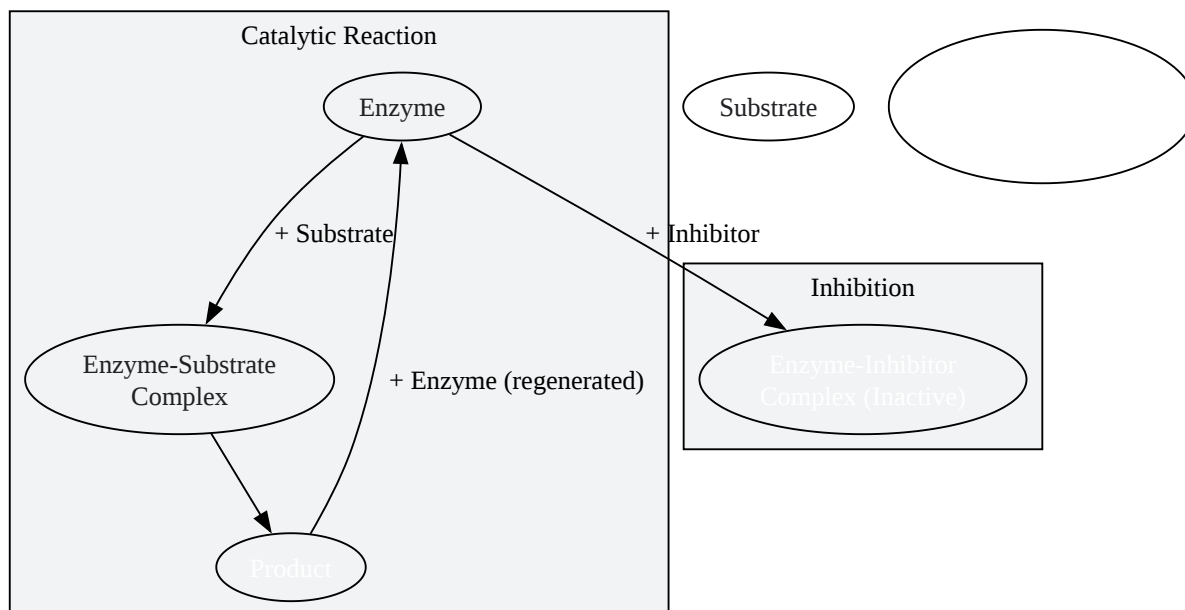 Catalytic Reaction
Enzyme
Substrate
+ Substrate
+ Inhibitor
Inhibition
Enzyme-Substrate
Complex
+ Enzyme (regenerated)
Enzyme-Inhibitor
Complex (Inactive)
Product